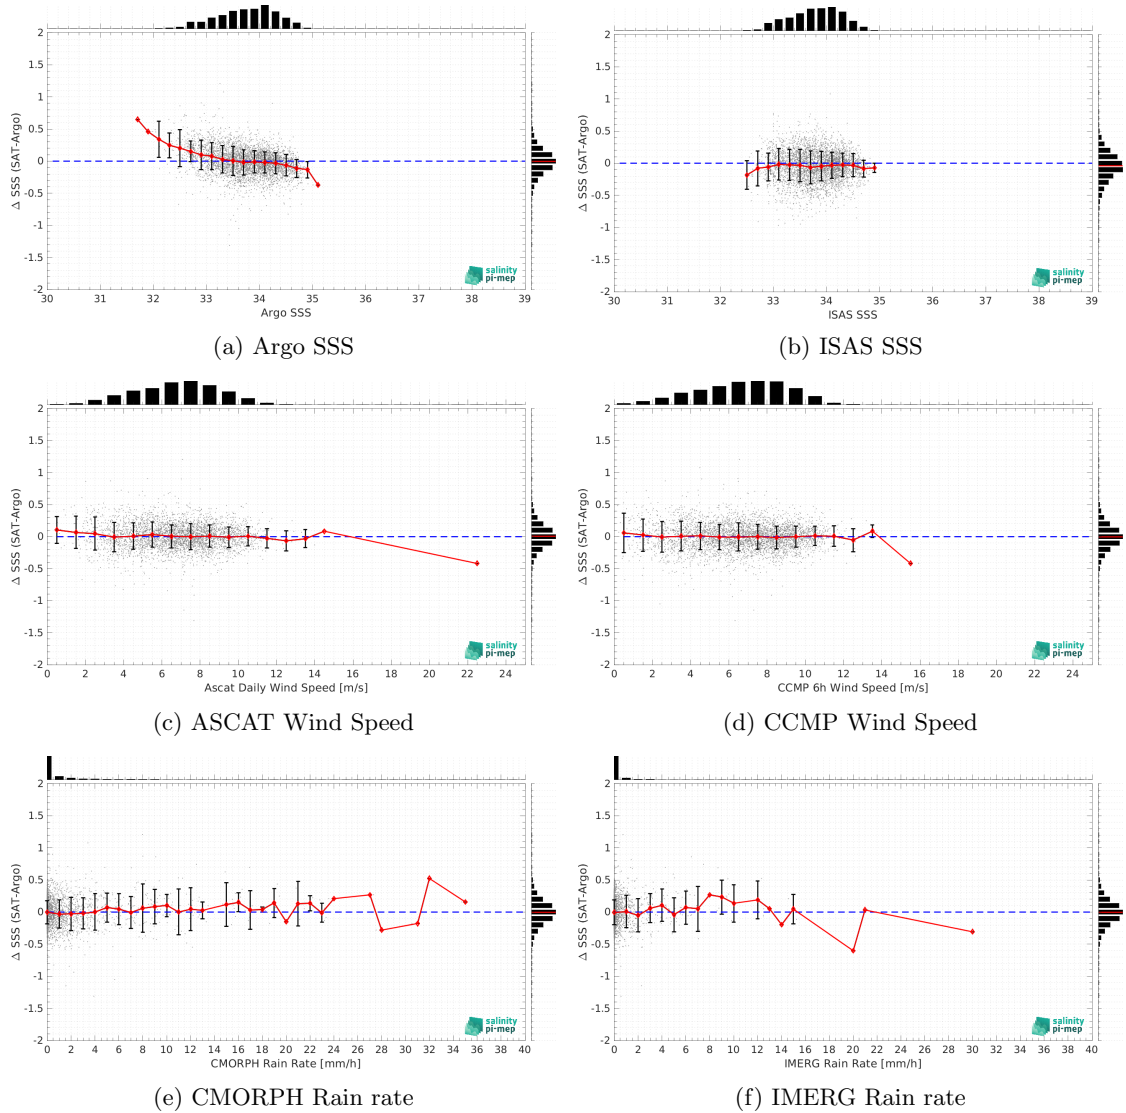 2
1.5
1
0.5
0
-0.5
-1
-1.5
-2
Δ SSS (SAT-Argo)
30 31 32 33 34 35 36 37 38 39
Argo SSS
salinity
pi-mep
(a) Argo SSS
2
1.5
1
0.5
0
-0.5
-1
-1.5
-2
Δ SSS (SAT-Argo)
30 31 32 33 34 35 36 37 38 39
ISAS SSS
salinity
pi-mep
(b) ISAS SSS
2
1.5
1
0.5
0
-0.5
-1
-1.5
-2
Δ SSS (SAT-Argo)
0 2 4 6 8 10 12 14 16 18 20 22 24
Ascat Daily Wind Speed [m/s]
salinity
pi-mep
(c) ASCAT Wind Speed
2
1.5
1
0.5
0
-0.5
-1
-1.5
-2
Δ SSS (SAT-Argo)
0 2 4 6 8 10 12 14 16 18 20 22 24
CCMP 6h Wind Speed [m/s]
salinity
pi-mep
(d) CCMP Wind Speed
2
1.5
1
0.5
0
-0.5
-1
-1.5
-2
Δ SSS (SAT-Argo)
0 2 4 6 8 10 12 14 16 18 20 22 24 26 28 30 32 34 36 38 40
CMORPH Rain Rate [mm/h]
salinity
pi-mep
(e) CMORPH Rain rate
2
1.5
1
0.5
0
-0.5
-1
-1.5
-2
Δ SSS (SAT-Argo)
0 2 4 6 8 10 12 14 16 18 20 22 24 26 28 30 32 34 36 38 40
IMERG Rain Rate [mm/h]
salinity
pi-mep
(f) IMERG Rain rate